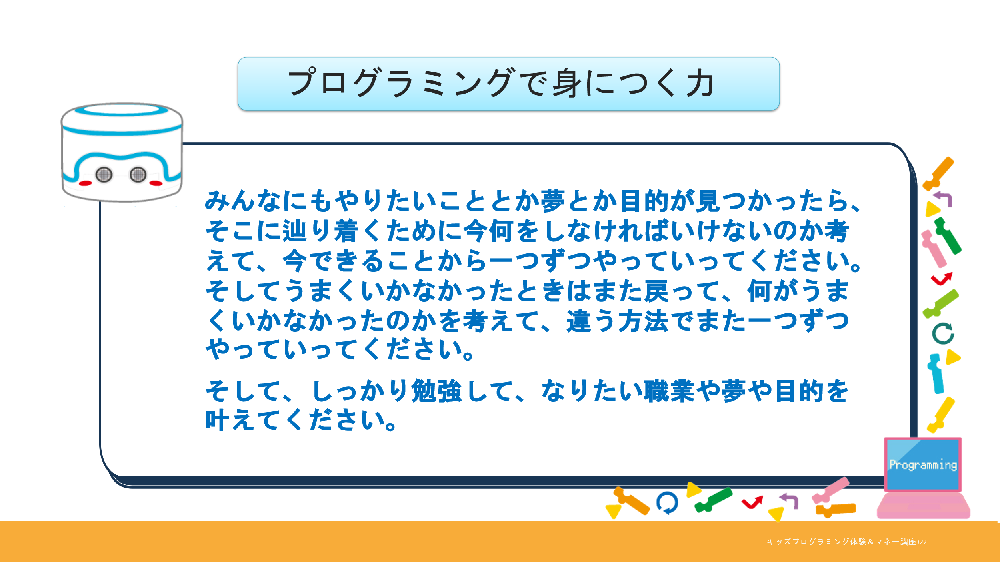 プログラミングで身につく力
みんなにもやりたいこととか夢とか目的が見つかったら、
そこに辿り着くために今何をしなければいけないのか考
えて、今できることから一つずつやっていってください。
そしてうまくいかなかったときはまた戻って、何がうま
くいかなかったのかを考えて、違う方法でまた一つずつ
やっていってください。
そして、しっかり勉強して、なりたい職業や夢や目的を
叶えてください。
Programming
キッズプログラミング体験＆マネー講座2022